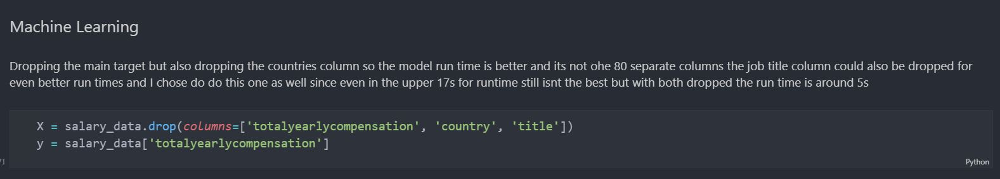 Machine Learning
Dropping the main target but also dropping the countries column so the model run time is better and its not ohe 80 separate columns the job title column could also be dropped for
even better run times and I chose do do this one as well since even in the upper 17s for runtime still isnt the best but with both dropped the run time is around 5s
X = salary_data.drop(columns=['totalyearlycompensation', 'country', 'title'])
y = salary_data['totalyearlycompensation']
Python